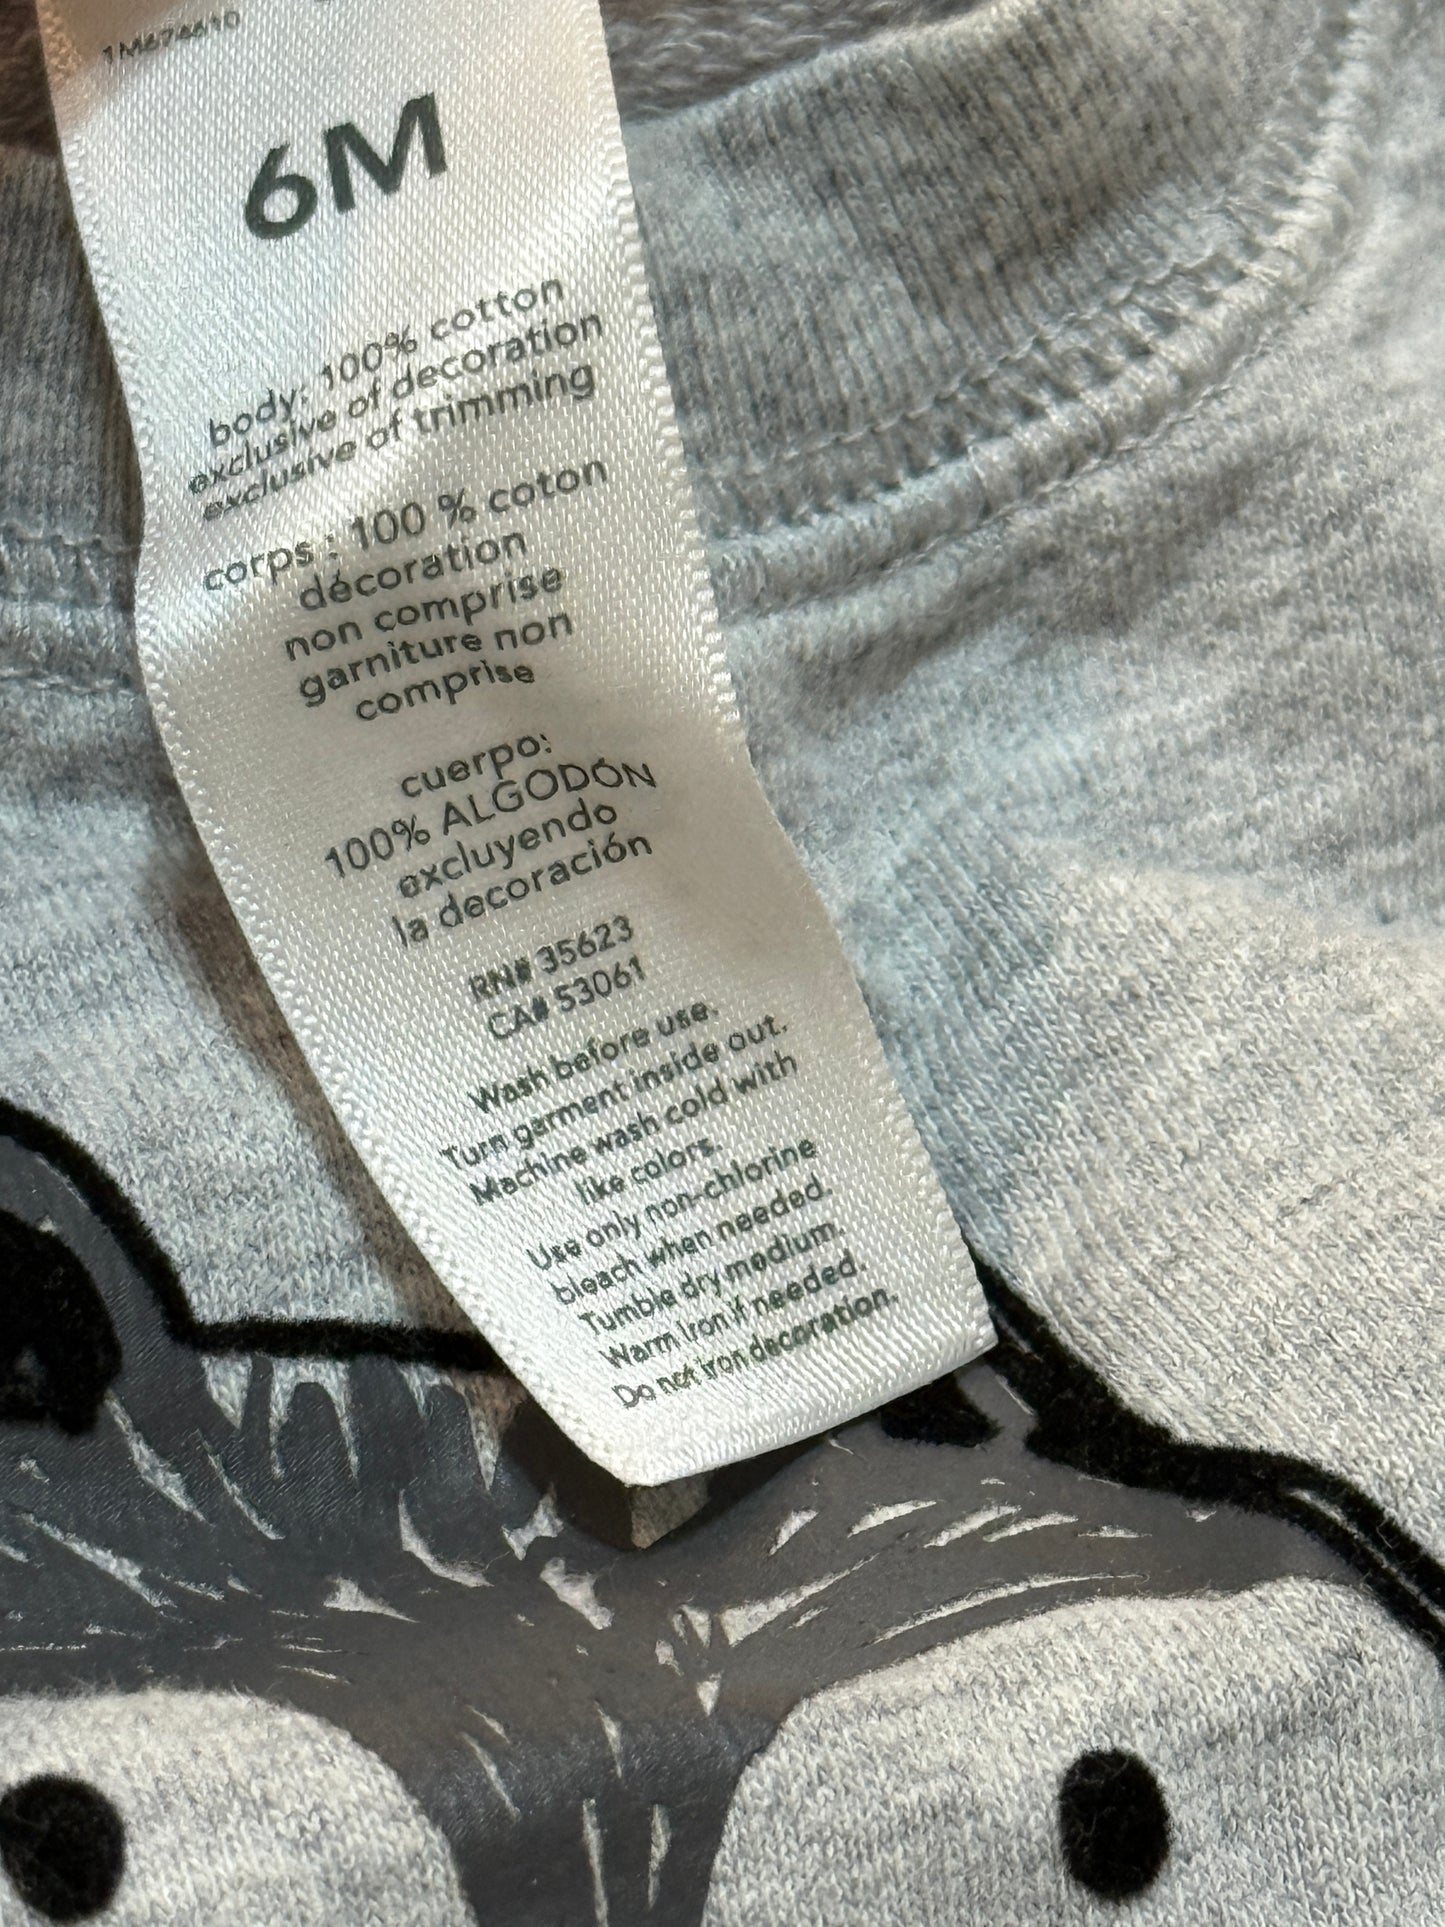 6M
body: 100% cotton
exclusive of decoration
exclusive of trimming
corps : 100 % coton
décoration
non comprise
garniture non
comprise
cuerpo:
100% ALGODÓN
excluyendo
la decoración
RN# 35623
CA# 53061
Wash before use.
Turn garment inside out.
Machine wash cold with
like colors.
Use only non-chlorine
bleach when needed.
Tumble dry medium.
Warm Iron if needed.
Do not iron decoration.